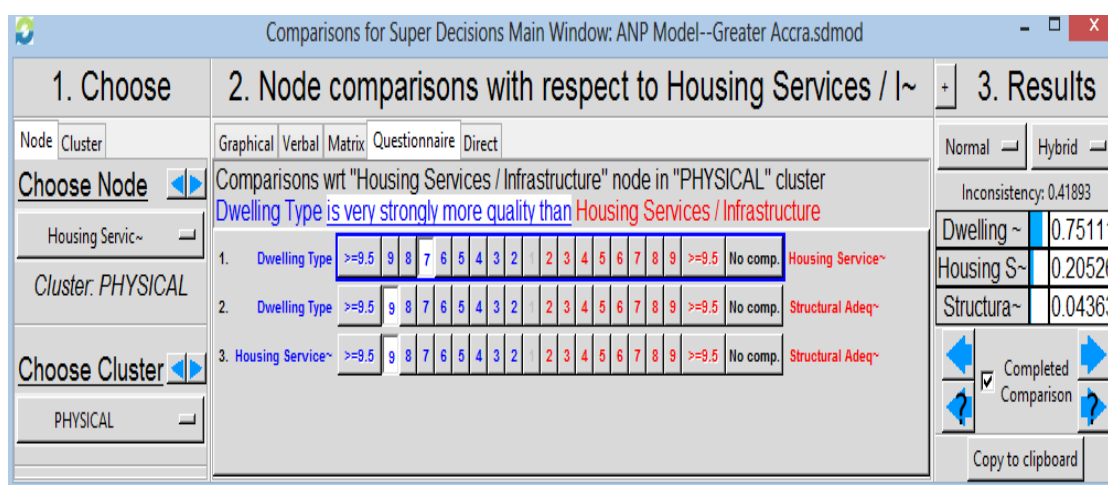 Comparisons for Super Decisions Main Window: ANP Model--Greater Accra.sdmod
1. Choose
Node Cluster
Choose Node
Housing Servic~
Cluster: PHYSICAL
Choose Cluster
PHYSICAL
2. Node comparisons with respect to Housing Services / I~
Graphical Verbal Matrix Questionnaire Direct
Comparisons wrt "Housing Services / Infrastructure" node in "PHYSICAL" cluster
Dwelling Type is very strongly more quality than Housing Services / Infrastructure
1. Dwelling Type >=9.5 9 8 7 6 5 4 3 2 1 2 3 4 5 6 7 8 9 >=9.5 No comp. Housing Service~
2. Dwelling Type >=9.5 9 8 7 6 5 4 3 2 1 2 3 4 5 6 7 8 9 >=9.5 No comp. Structural Adeq~
3. Housing Service~ >=9.5 9 8 7 6 5 4 3 2 1 2 3 4 5 6 7 8 9 >=9.5 No comp. Structural Adeq~
+ 3. Results
Normal Hybrid
Inconsistency: 0.41893
Dwelling ~ 0.7511
Housing S~ 0.20526
Structura~ 0.0436
Completed
Comparison
Copy to clipboard